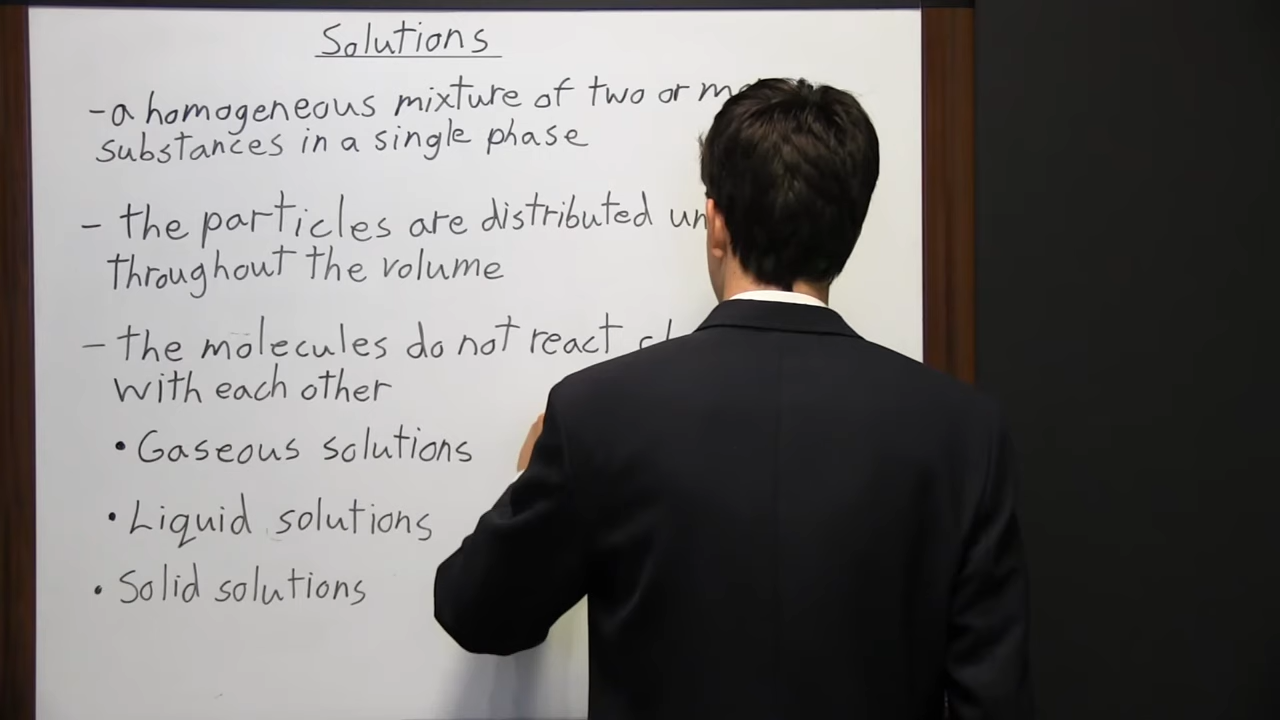 Solutions
- a homogeneous mixture of two or
substances in a single phase
- the particles are distributed
throughout the volume
- the molecules do not react
with each other
• Gaseous solutions
• Liquid solutions
• Solid solutions